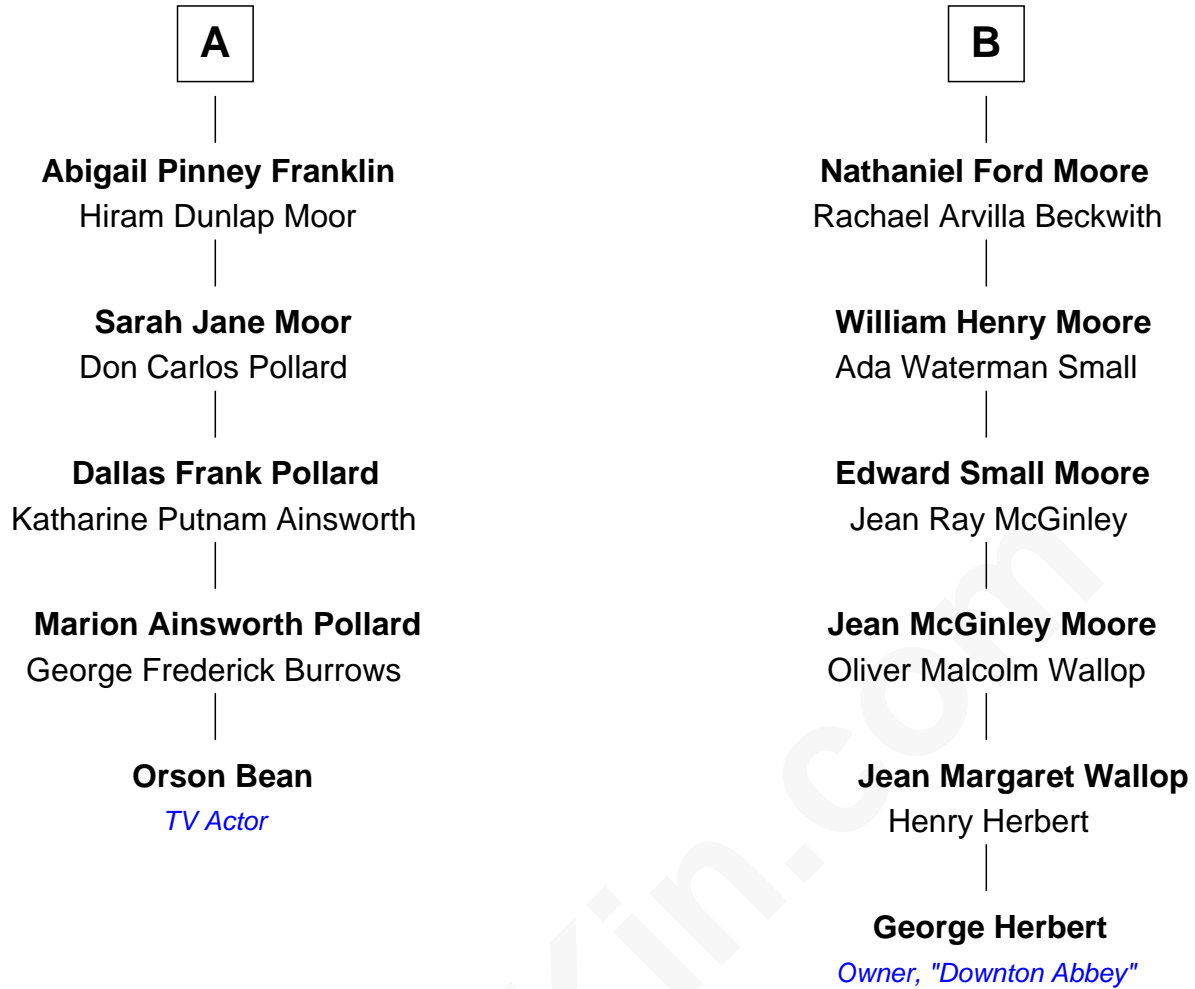 A
Abigail Pinney Franklin
Hiram Dunlap Moor
Sarah Jane Moor
Don Carlos Pollard
Dallas Frank Pollard
Katharine Putnam Ainsworth
Marion Ainsworth Pollard
George Frederick Burrows
Orson Bean
TV Actor
B
Nathaniel Ford Moore
Rachael Arvilla Beckwith
William Henry Moore
Ada Waterman Small
Edward Small Moore
Jean Ray McGinley
Jean McGinley Moore
Oliver Malcolm Wallop
Jean Margaret Wallop
Henry Herbert
George Herbert
Owner, "Downton Abbey"
kin.com